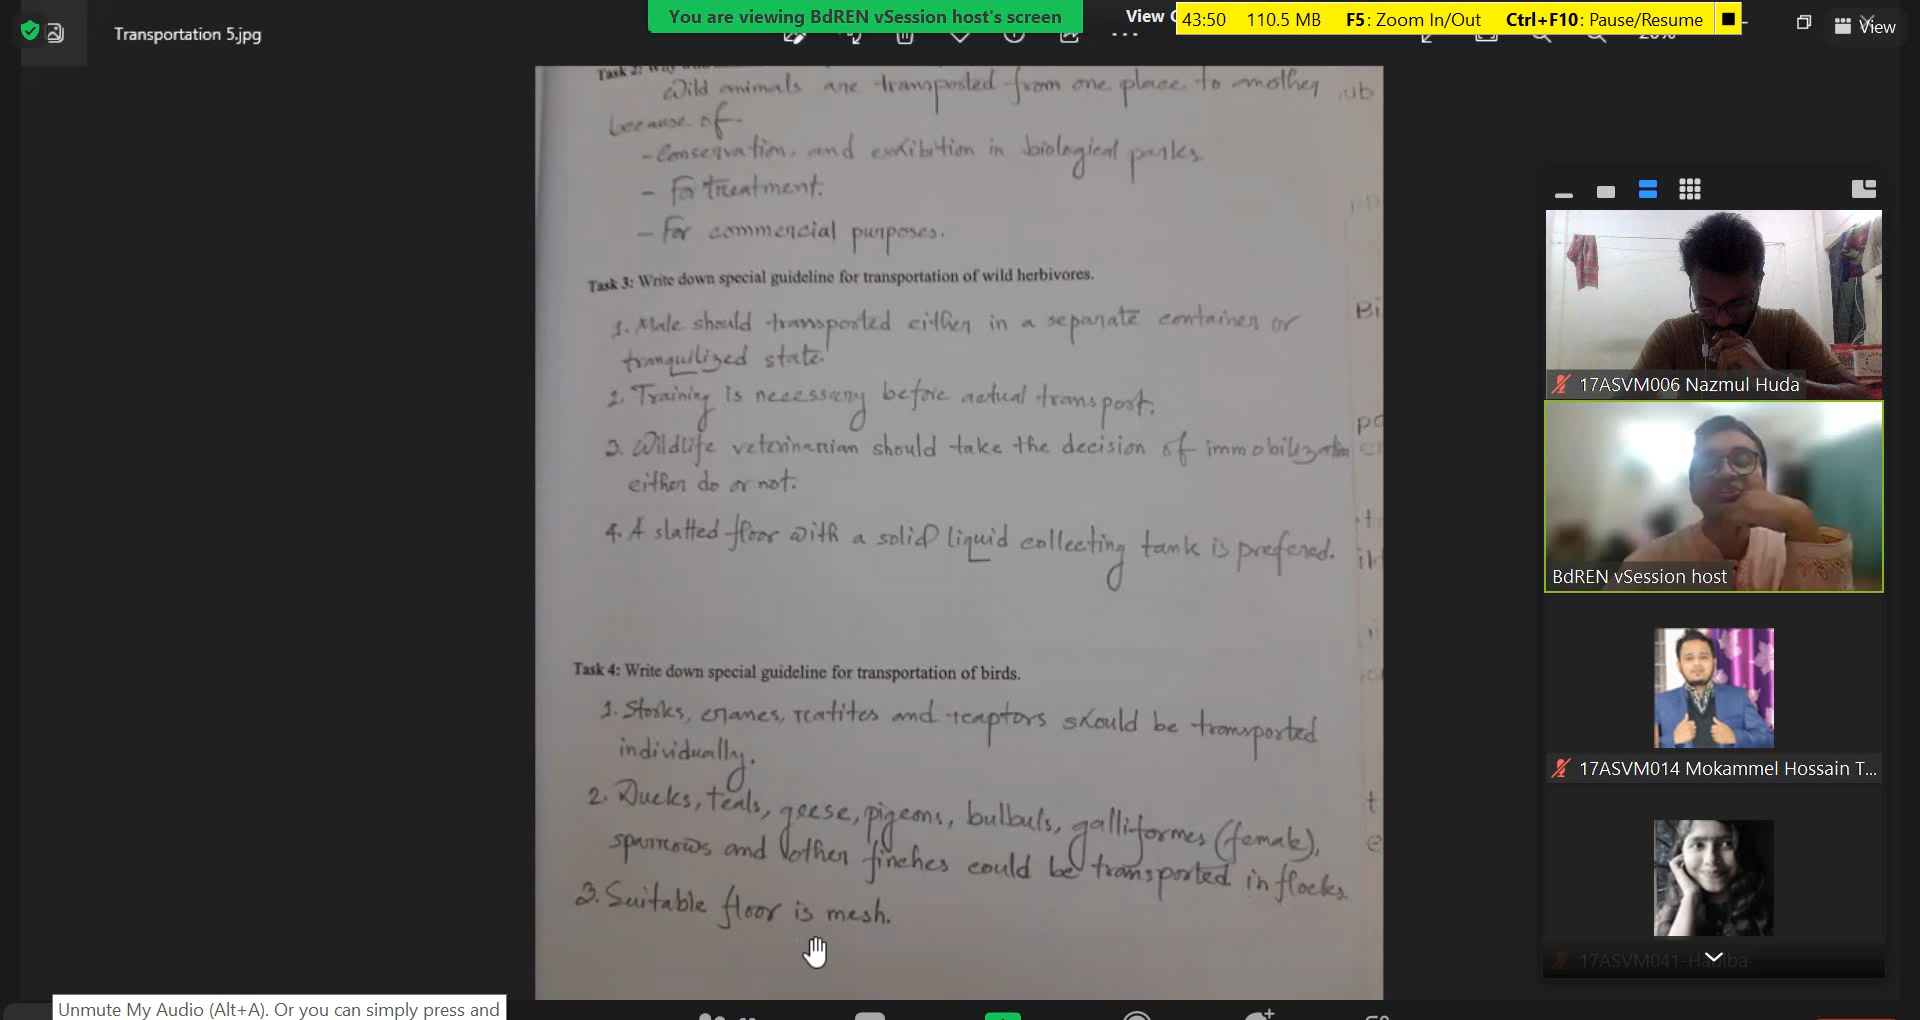 Transportation 5.jpg
You are viewing BdREN vSession host's screen
View
43:50 110.5 MB F5: Zoom In/Out Ctrl+F10: Pause/Resume
View
Task 2:
Wild animals are transported from one place to another
because of-
- Conservation, and exhibition in biological parks.
- For treatment.
- For commercial purposes.
Task 3: Write down special guideline for transportation of wild herbivores.
1. Male should transported either in a separate container or
tranquilized state.
2. Training is necessary before actual transport.
3. Wildlife veterinarian should take the decision of immobilization
either do or not.
4. A slatted floor with a solid liquid collecting tank is prefered.
Task 4: Write down special guideline for transportation of birds.
1. Storks, cranes, ratites and raptors should be transported
individually.
2. Ducks, teals, geese, pigeons, bulbuls, galliformes (female),
sparrows and other finches could be transported in flocks.
3. Suitable floor is mesh.
17ASVM006 Nazmul Huda
BdREN vSession host
17ASVM014 Mokammel Hossain T...
17ASVM041-Habiba
Unmute My Audio (Alt+A). Or you can simply press and